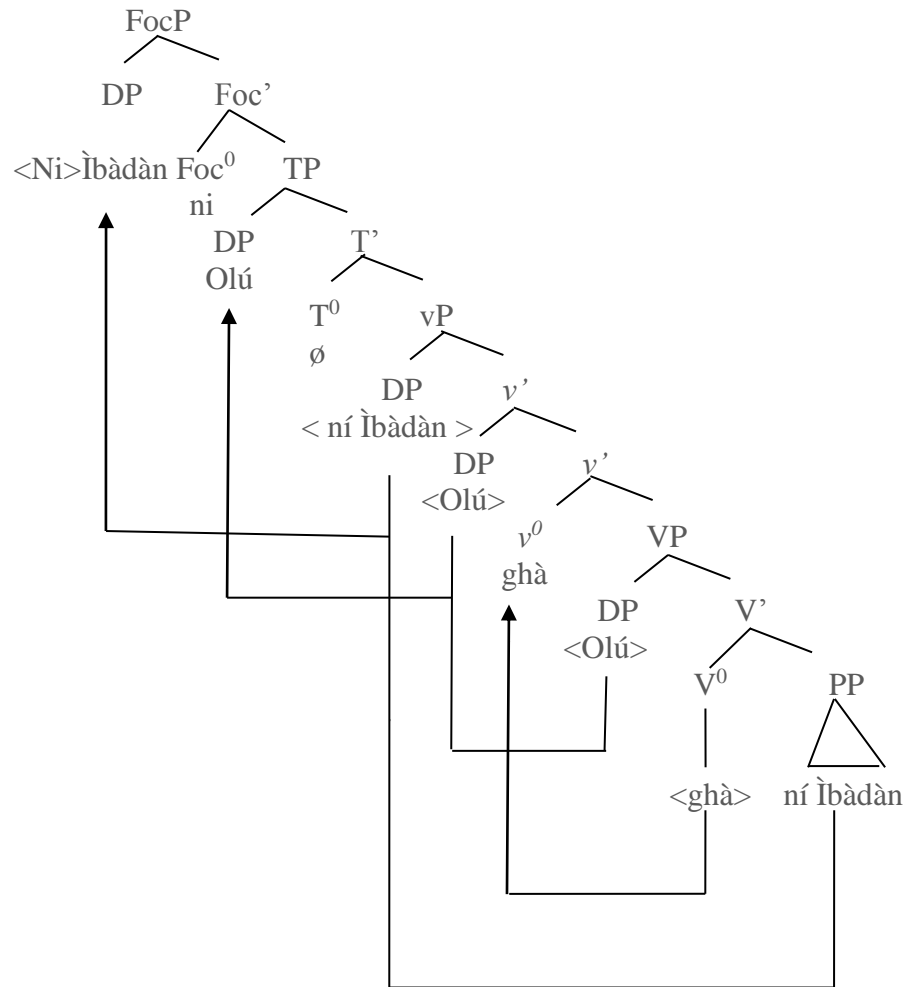 FocP
DP Foc’
<Ni>Ìbàdàn Foc⁰ TP
ni
DP T’
Olú
T⁰ vP
ø
DP v’
< ní Ìbàdàn >
DP v’
<Olú>
v⁰ VP
ghà
DP V’
<Olú>
V⁰ PP
<ghà> ní Ìbàdàn